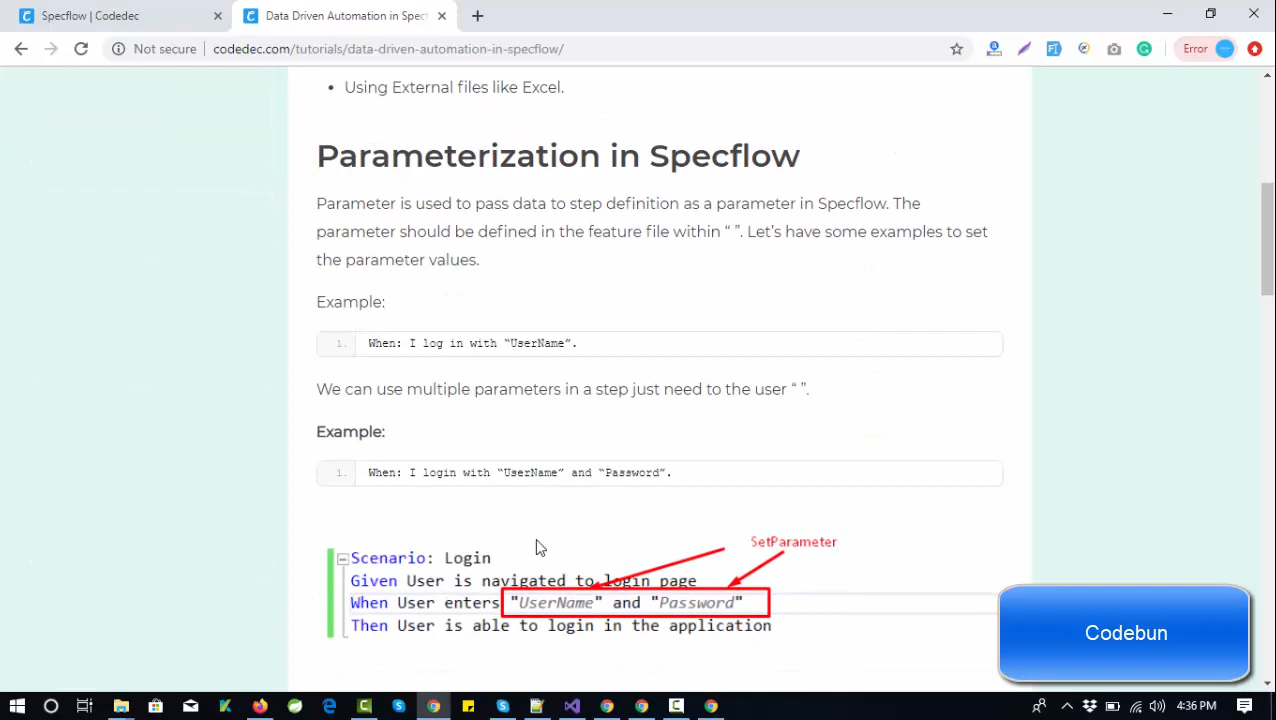 Specflow | Codedec
Data Driven Automation in Spec
Not secure
codedec.com/tutorials/data-driven-automation-in-specflow/
Error
• Using External files like Excel.
Parameterization in Specflow
Parameter is used to pass data to step definition as a parameter in Specflow. The
parameter should be defined in the feature file within “ ”. Let’s have some examples to set
the parameter values.
Example:
1. When: I log in with “UserName”.
We can use multiple parameters in a step just need to the user “ ”.
Example:
1. When: I login with “UserName” and “Password”.
SetParameter
Scenario: Login
Given User is navigated to login page
When User enters "UserName" and "Password"
Then User is able to login in the application
Codebun
4:36 PM